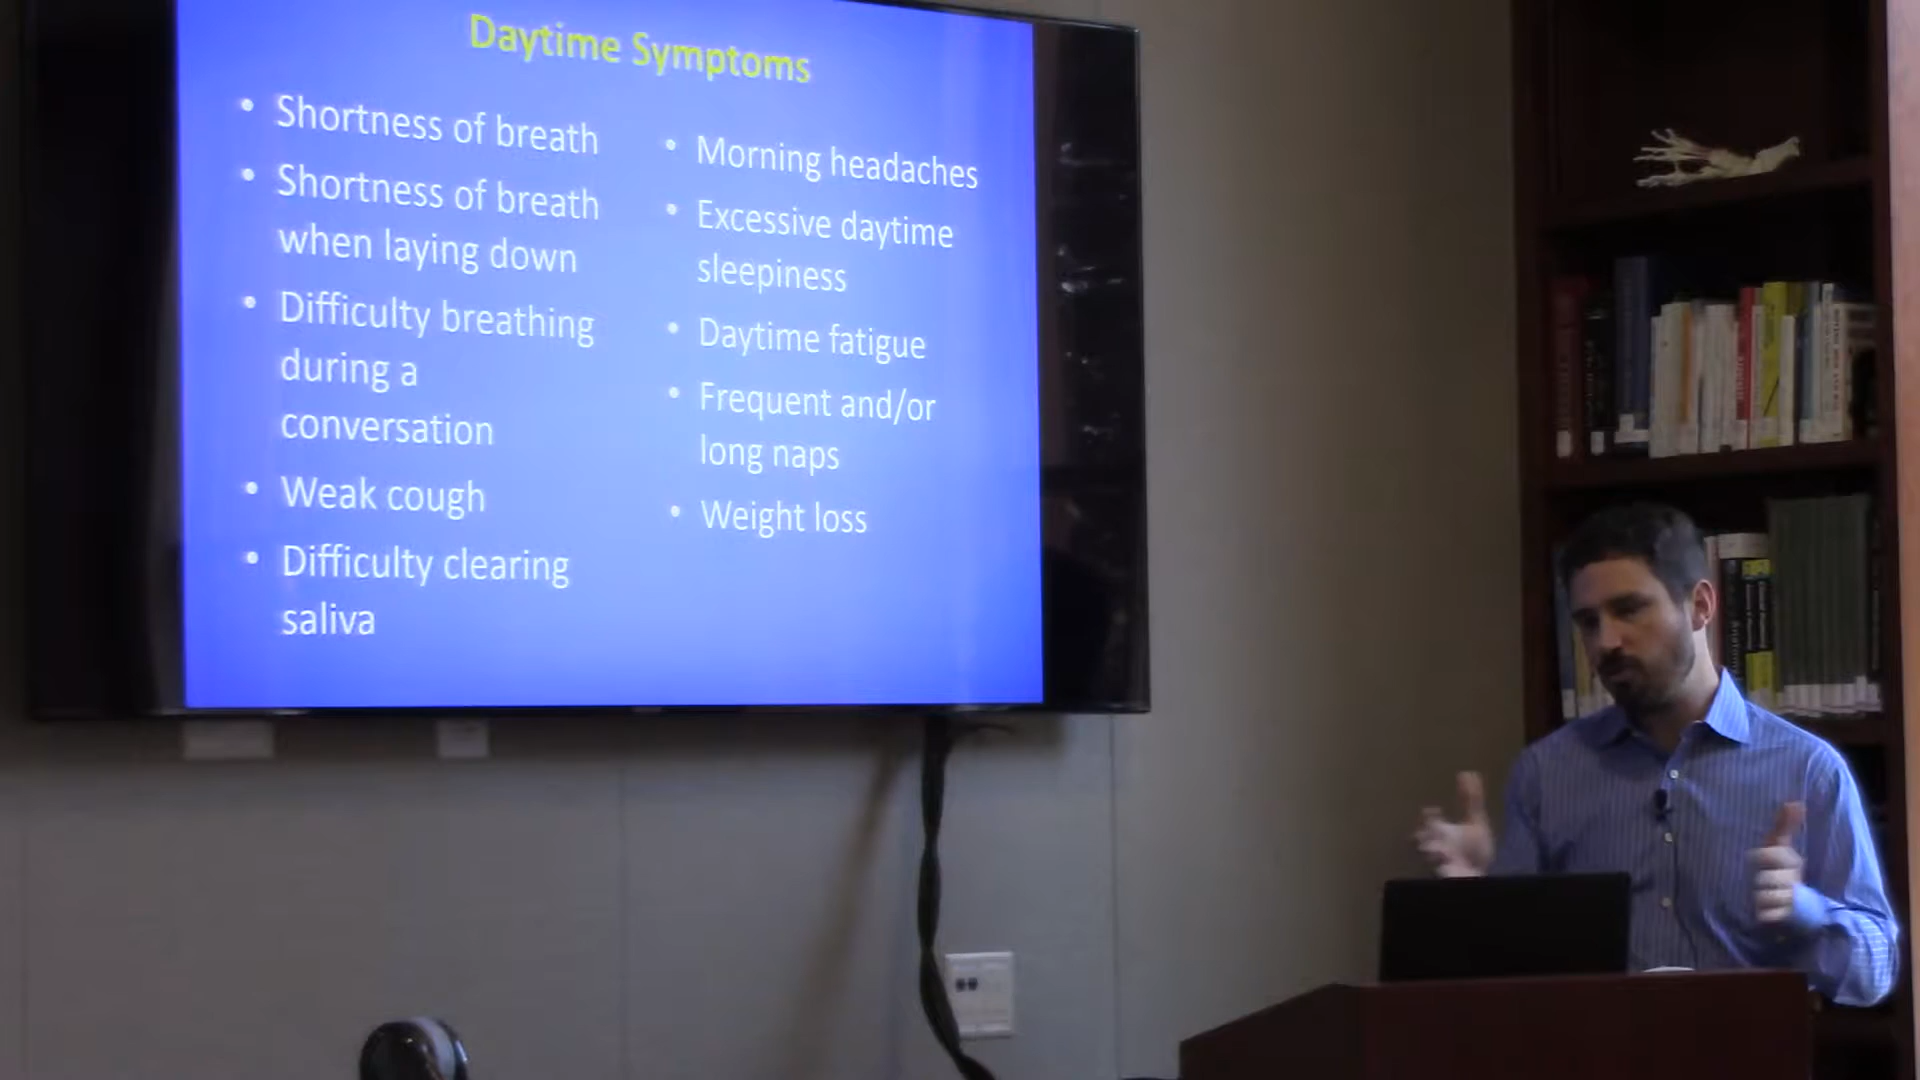 Daytime Symptoms
• Shortness of breath
• Shortness of breath
when laying down
• Difficulty breathing
during a
conversation
• Weak cough
• Difficulty clearing
saliva
• Morning headaches
• Excessive daytime
sleepiness
• Daytime fatigue
• Frequent and/or
long naps
• Weight loss